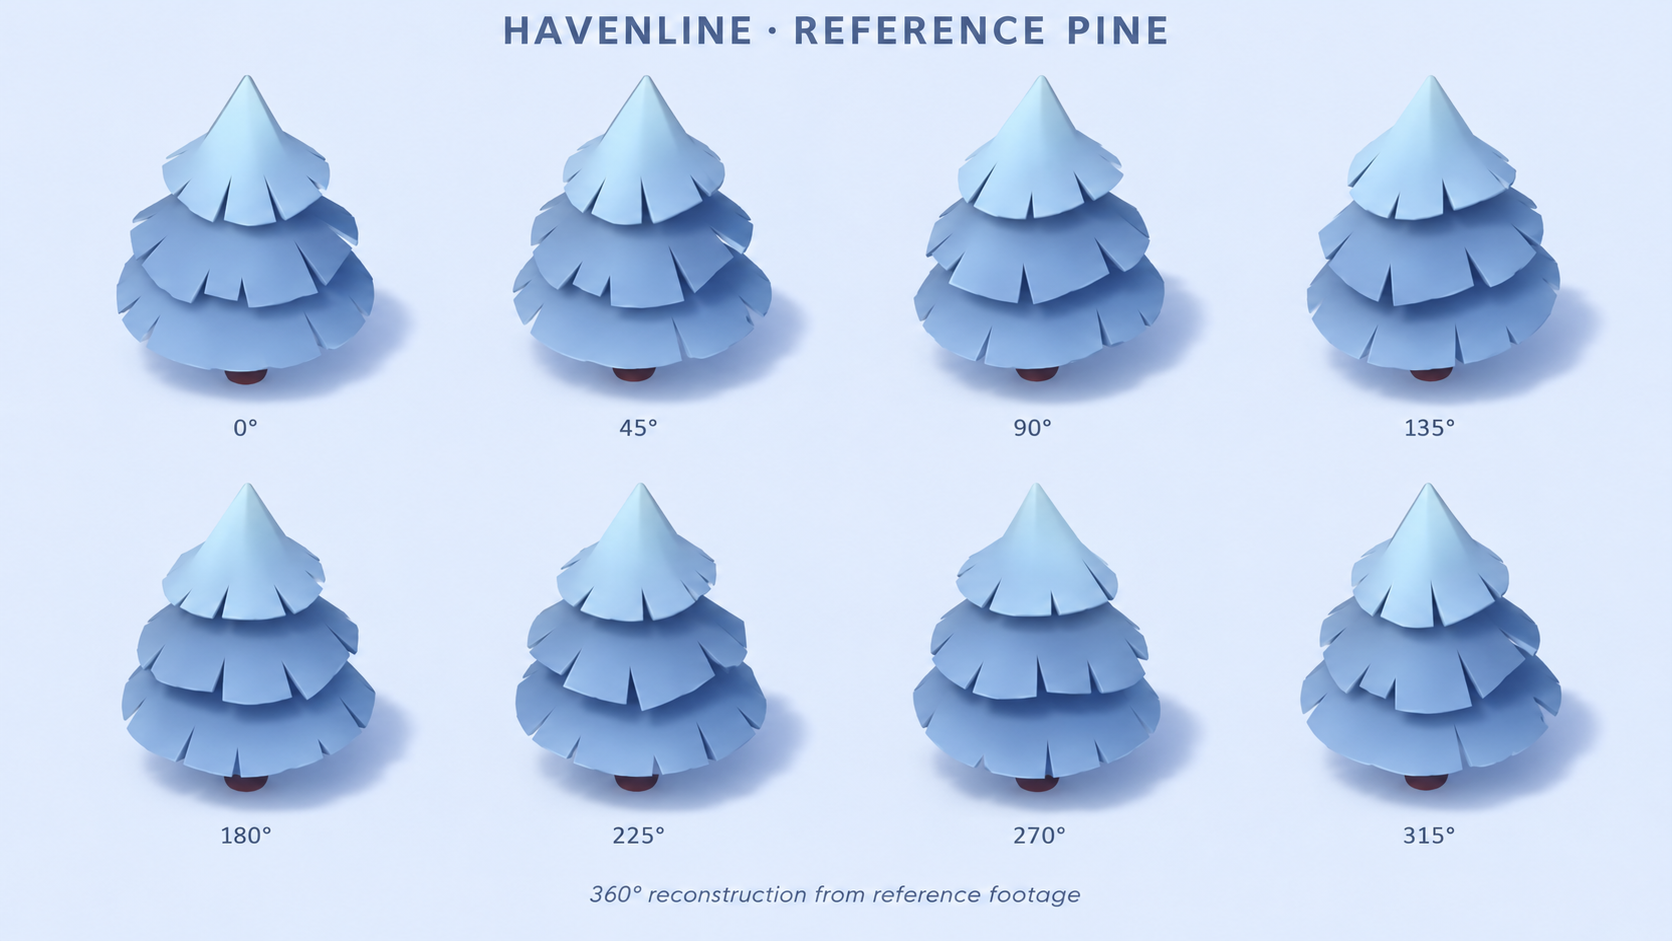 HAVENLINE · REFERENCE PINE
0° 45° 90° 135°
180° 225° 270° 315°
360° reconstruction from reference footage